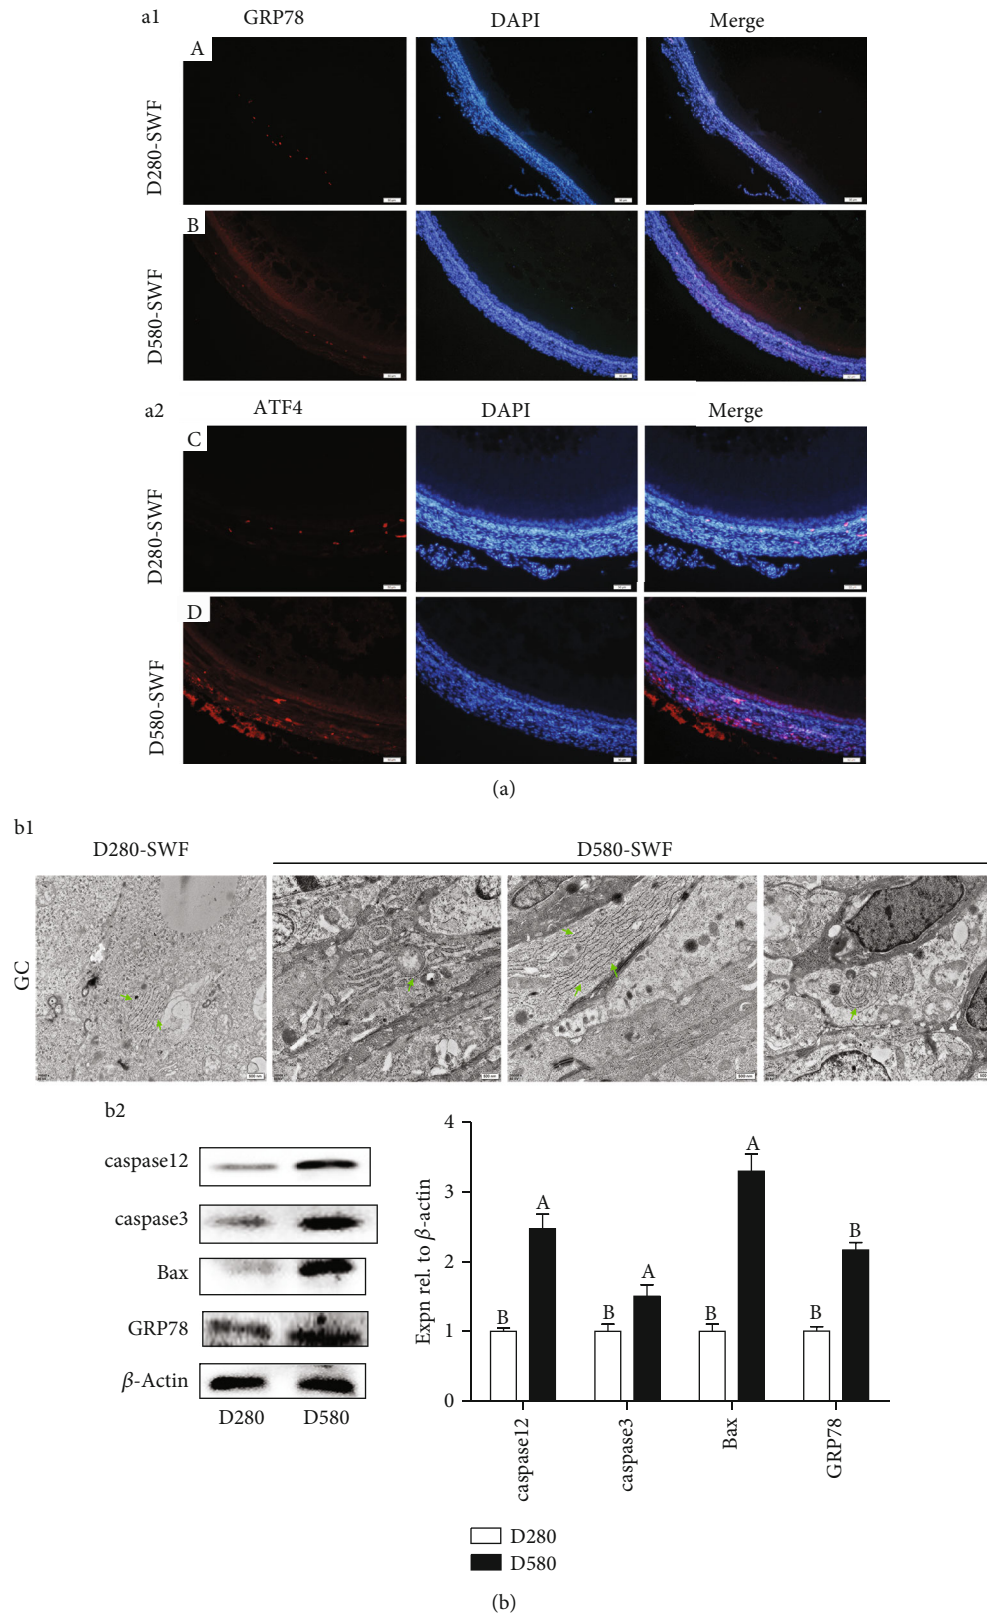 a1 GRP78 DAPI Merge
A
D280-SWF
B
D580-SWF
a2 ATF4 DAPI Merge
C
D280-SWF
D
D580-SWF
(a)
b1
D280-SWF D580-SWF
GC
b2
caspase12
caspase3
Bax
GRP78
β-Actin
D280 D580
Expn rel. to β-actin
4
3
2
1
0
B A B A B A B B
caspase12 caspase3 Bax GRP78
D280
D580
(b)